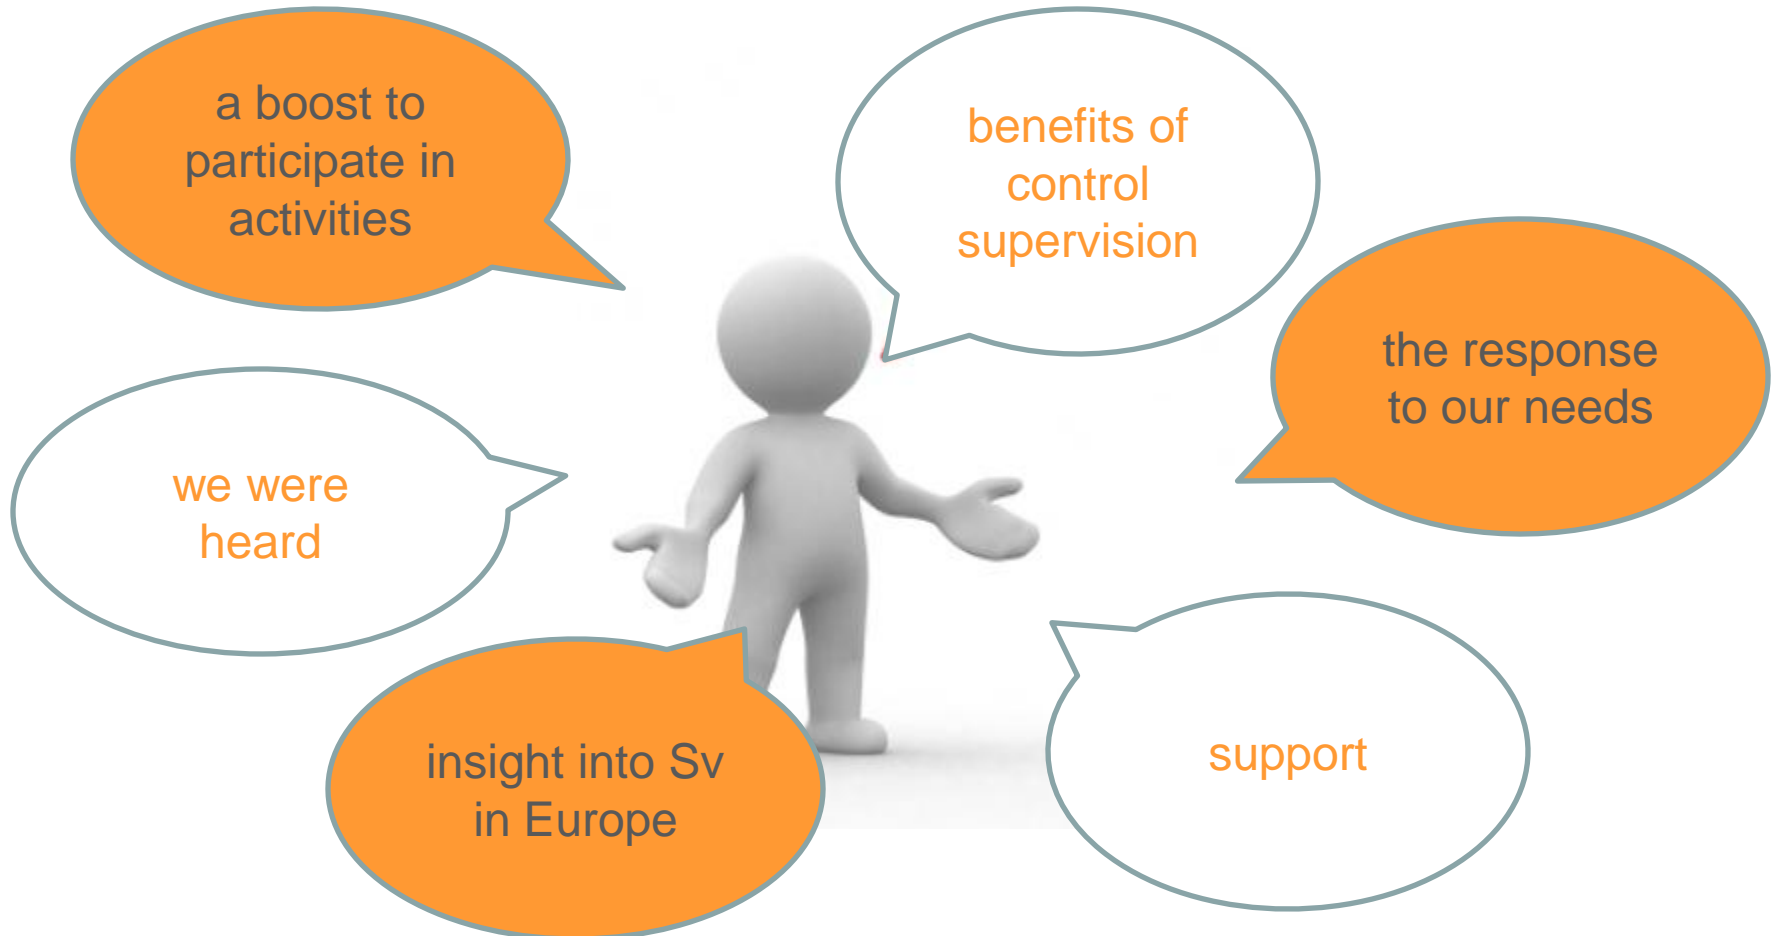 a boost to
participate in
activities
benefits of
control
supervision
the response
to our needs
we were
heard
insight into Sv
in Europe
support